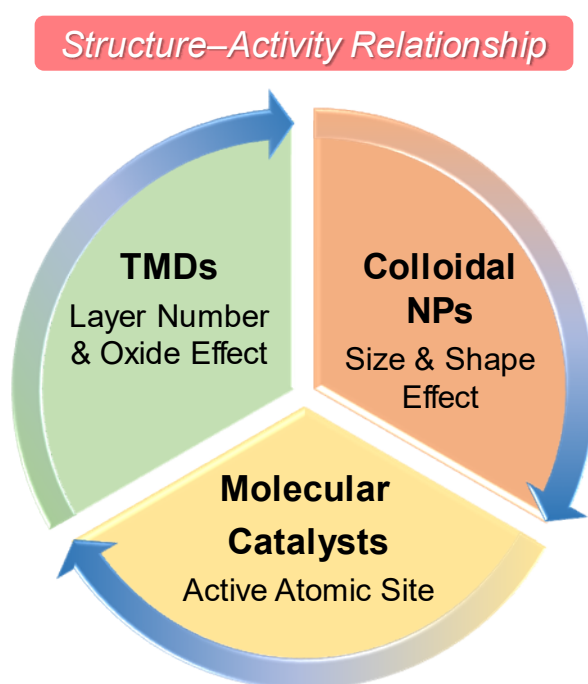 Structure–Activity Relationship
TMDs
Layer Number
& Oxide Effect
Colloidal
NPs
Size & Shape
Effect
Molecular
Catalysts
Active Atomic Site